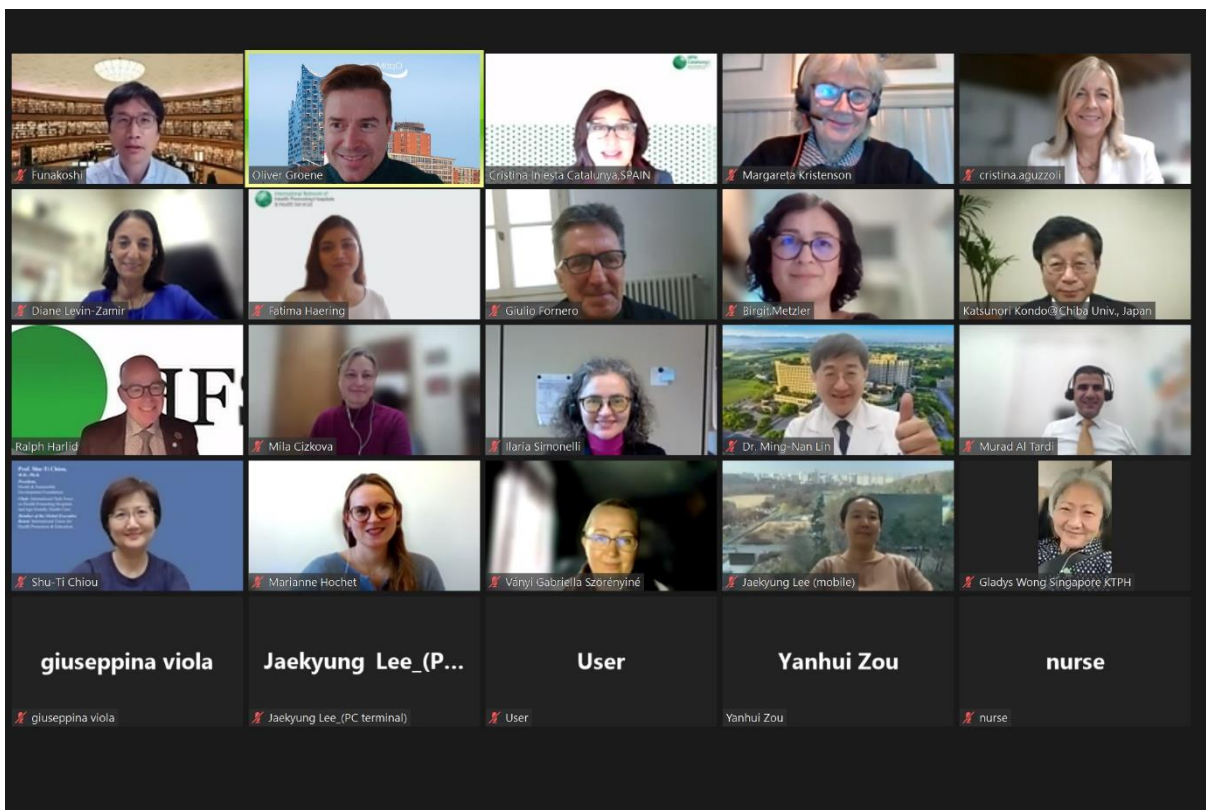 Funakoshi
Oliver Groene
Cristina Iniesta Catalunya,SPAIN
Margareta Kristenson
cristina.aguzzoli
International Network of
Health Promoting Hospitals
& Health Services
Diane Levin-Zamir
Fatima Haering
Giulio Fornero
Birgit.Metzler
Katsunori Kondo@Chiba Univ., Japan
Ralph Harlid
Mila Cizkova
Ilaria Simonelli
Dr. Ming-Nan Lin
Murad Al Tardi
Prof. Shu-Ti Chiou,
Shu-Ti Chiou
Marianne Hochet
Ványi Gabriella Szörényiné
Jaekyung Lee (mobile)
Gladys Wong Singapore KTPH
giuseppina viola
Jaekyung Lee_(P...
User
Yanhui Zou
nurse
giuseppina viola
Jaekyung Lee_(PC terminal)
User
Yanhui Zou
nurse